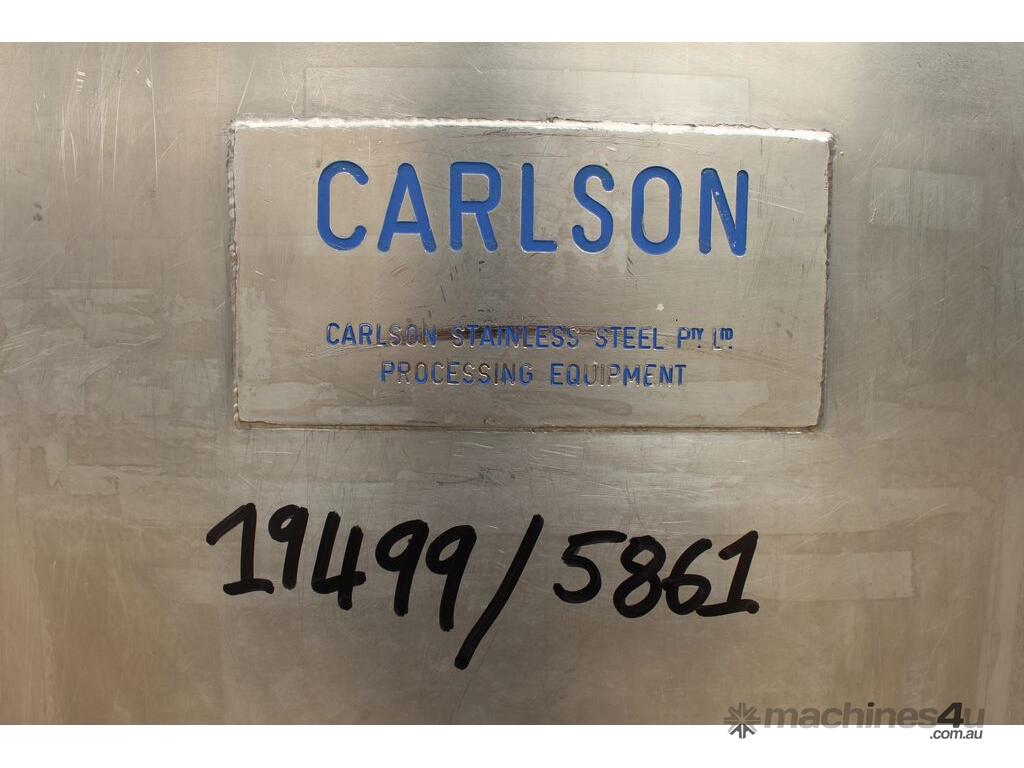 CARLSON
CARLSON STAINLESS STEEL PTY. LTD.
PROCESSING EQUIPMENT
19499/5861
machines4u
.com.au